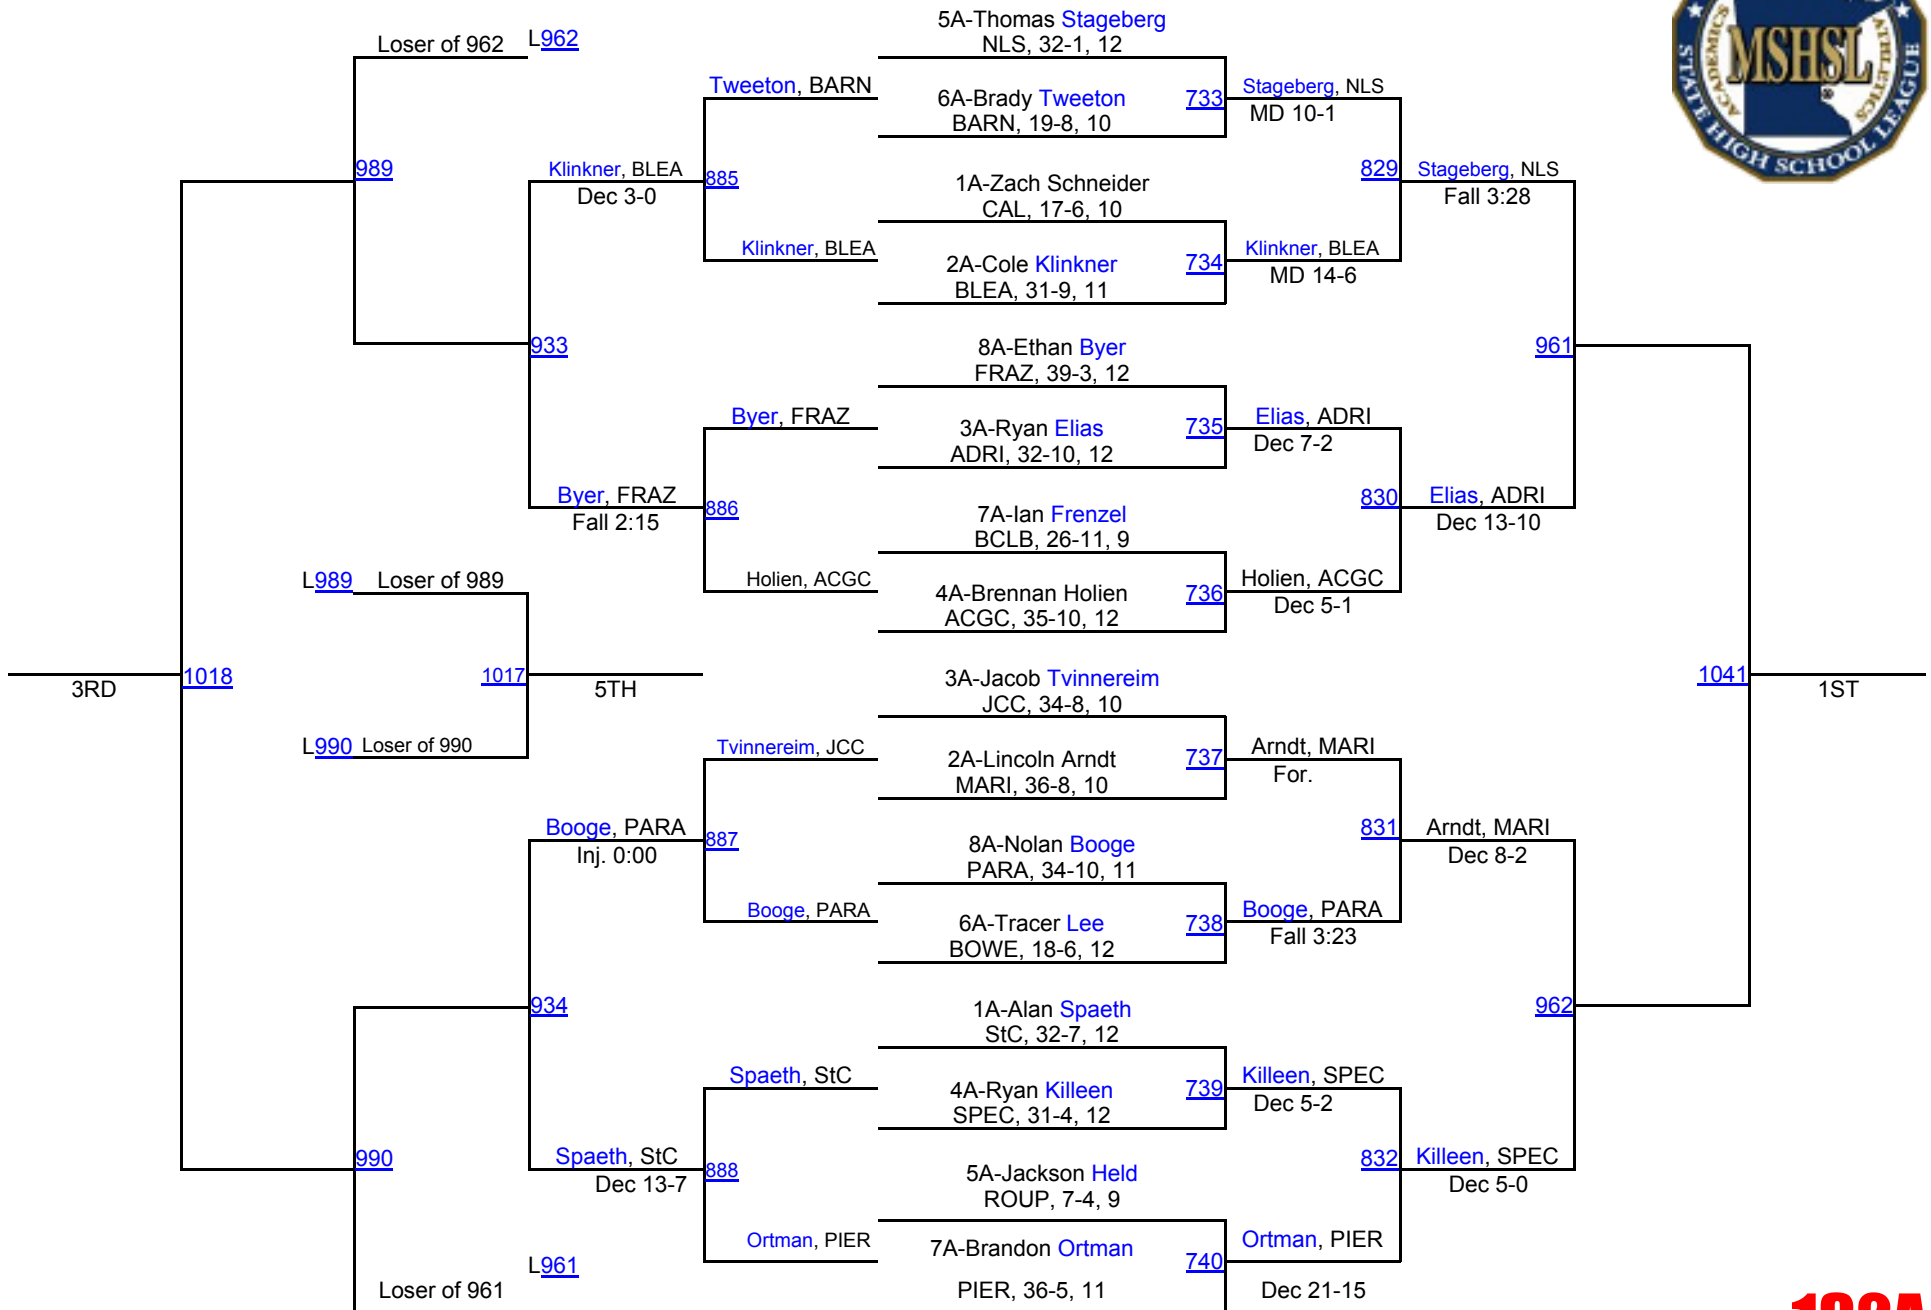 5A-Thomas Stageberg
NLS, 32-1, 12
6A-Brady Tweeton
BARN, 19-8, 10
733
1A-Zach Schneider
CAL, 17-6, 10
2A-Cole Klinkner
BLEA, 31-9, 11
734
8A-Ethan Byer
FRAZ, 39-3, 12
3A-Ryan Elias
ADRI, 32-10, 12
735
7A-Ian Frenzel
BCLB, 26-11, 9
4A-Brennan Holien
ACGC, 35-10, 12
736
3A-Jacob Tvinnereim
JCC, 34-8, 10
2A-Lincoln Arndt
MARI, 36-8, 10
737
8A-Nolan Booge
PARA, 34-10, 11
6A-Tracer Lee
BOWE, 18-6, 12
738
1A-Alan Spaeth
StC, 32-7, 12
4A-Ryan Killeen
SPEC, 31-4, 12
739
5A-Jackson Held
ROUP, 7-4, 9
7A-Brandon Ortman
PIER, 36-5, 11
740
Stageberg, NLS
MD 10-1
829
Klinkner, BLEA
MD 14-6
Elias, ADRI
Dec 7-2
830
Holien, ACGC
Dec 5-1
Arndt, MARI
For.
831
Booge, PARA
Fall 3:23
Killeen, SPEC
Dec 5-2
832
Ortman, PIER
Dec 21-15
Stageberg, NLS
Fall 3:28
961
Elias, ADRI
Dec 13-10
Arndt, MARI
Dec 8-2
962
Killeen, SPEC
Dec 5-0
1041
1ST
Tweeton, BARN
885
Klinkner, BLEA
Byer, FRAZ
886
Holien, ACGC
Tvinnereim, JCC
887
Booge, PARA
Spaeth, StC
888
Ortman, PIER
Klinkner, BLEA
Dec 3-0
933
Byer, FRAZ
Fall 2:15
Booge, PARA
Inj. 0:00
934
Spaeth, StC
Dec 13-7
Loser of 962 L962
989
990
L961
Loser of 961
L989 Loser of 989
1017
5TH
L990 Loser of 990
1018
3RD
MSHSL
®
ACADEMICS
ATHLETICS
STATE HIGH SCHOOL LEAGUE